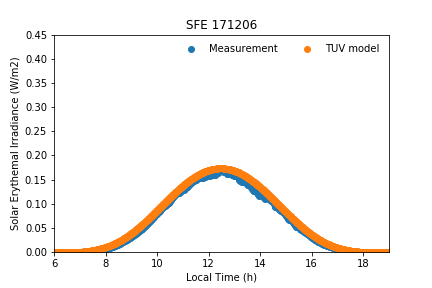 SFE 171206
Measurement
TUV model
Solar Erythemal Irradiance (W/m2)
0.45
0.40
0.35
0.30
0.25
0.20
0.15
0.10
0.05
0.00
6 8 10 12 14 16 18
Local Time (h)